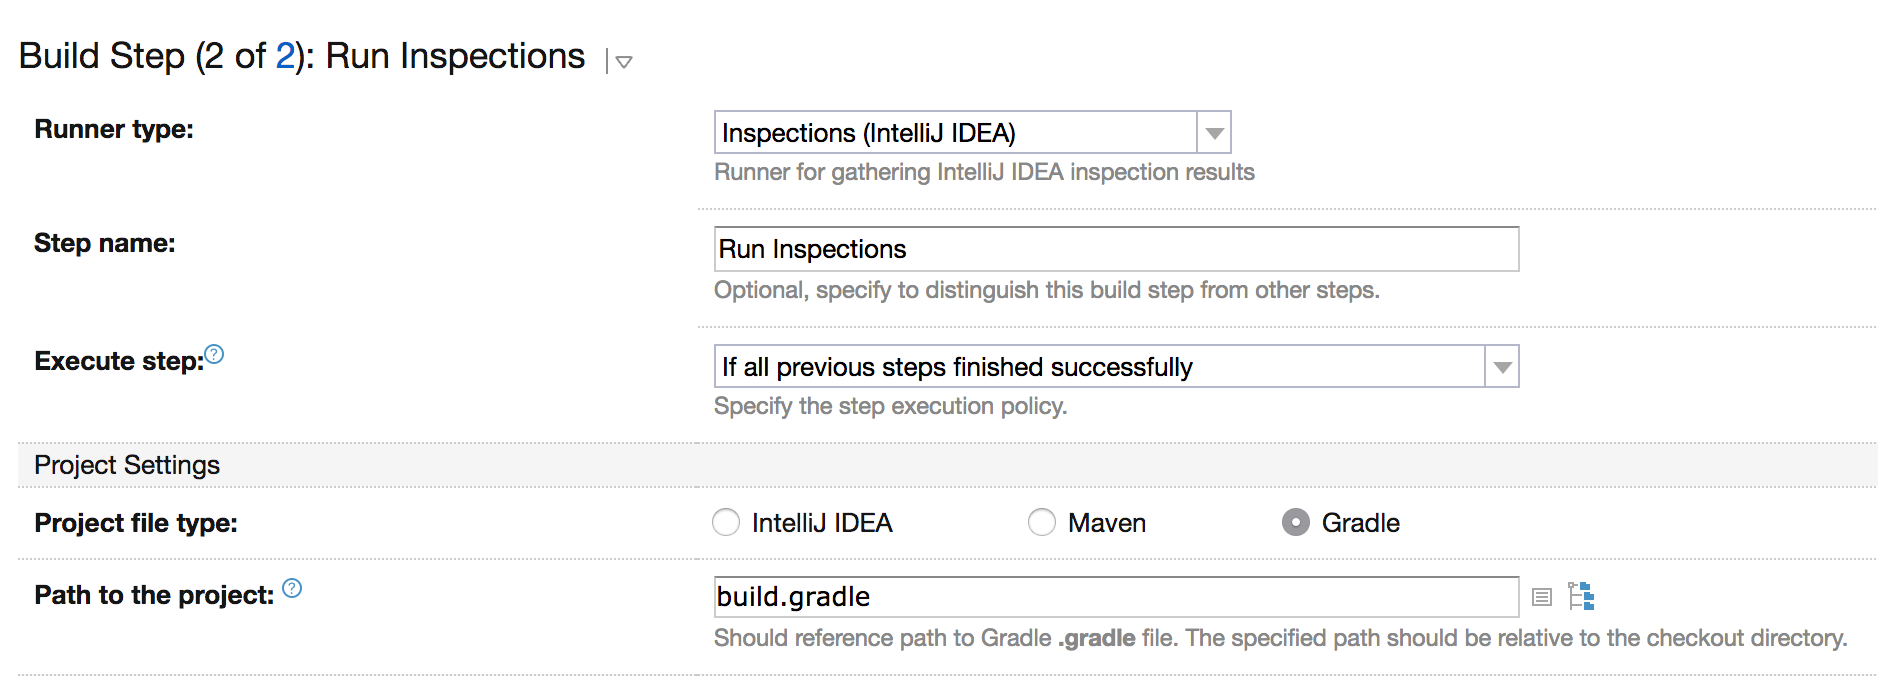 Build Step (2 of 2): Run Inspections
Runner type:
Inspections (IntelliJ IDEA)
Runner for gathering IntelliJ IDEA inspection results
Step name:
Run Inspections
Optional, specify to distinguish this build step from other steps.
Execute step:?
If all previous steps finished successfully
Specify the step execution policy.
Project Settings
Project file type:
IntelliJ IDEA Maven Gradle
Path to the project: ?
build.gradle
Should reference path to Gradle .gradle file. The specified path should be relative to the checkout directory.